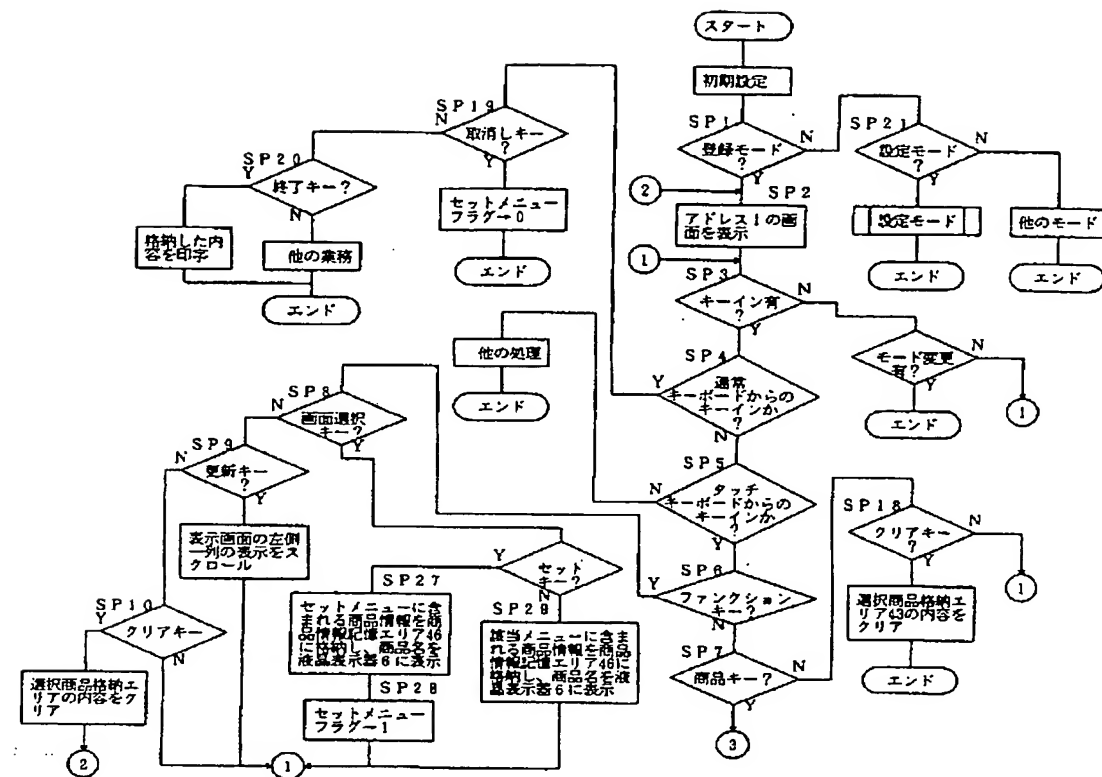 スタート
初期設定
SP1
登録モード
?
N
Y
SP21
設定モード
?
N
Y
設定モード
他のモード
エンド
エンド
2
SP2
アドレス1の画
面を表示
1
SP3
キーイン有
?
N
Y
モード変更
有?
N
Y
エンド
1
SP4
通常
キーボードからの
キーインか
?
Y
N
SP5
タッチ
キーボードからの
キーインか
?
N
Y
SP6
ファンクション
キー?
Y
N
SP7
商品キー?
N
Y
3
SP18
クリアキー
?
N
Y
1
選択商品格納エ
リア43の内容を
クリア
エンド
SP19
取消しキー
?
N
Y
セットメニュー
フラグ→0
エンド
SP20
終了キー?
Y
N
格納した内
容を印字
他の業務
エンド
他の処理
エンド
SP8
画面選択
キー?
N
Y
SP9
更新キー
?
N
Y
表示画面の左側
一列の表示をス
クロール
SP10
クリアキー
Y
N
選択商品格納エ
リアの内容をク
リア
2
セット
キー?
Y
N
SP27
セットメニューに含
まれる商品情報を商
品情報記憶エリア46
に格納し、商品名を
液晶表示器6に表示
SP28
セットメニュー
フラグ→1
SP29
該当メニューに含ま
れる商品情報を商品
情報記憶エリア46に
格納し、商品名を液
晶表示器6に表示
1